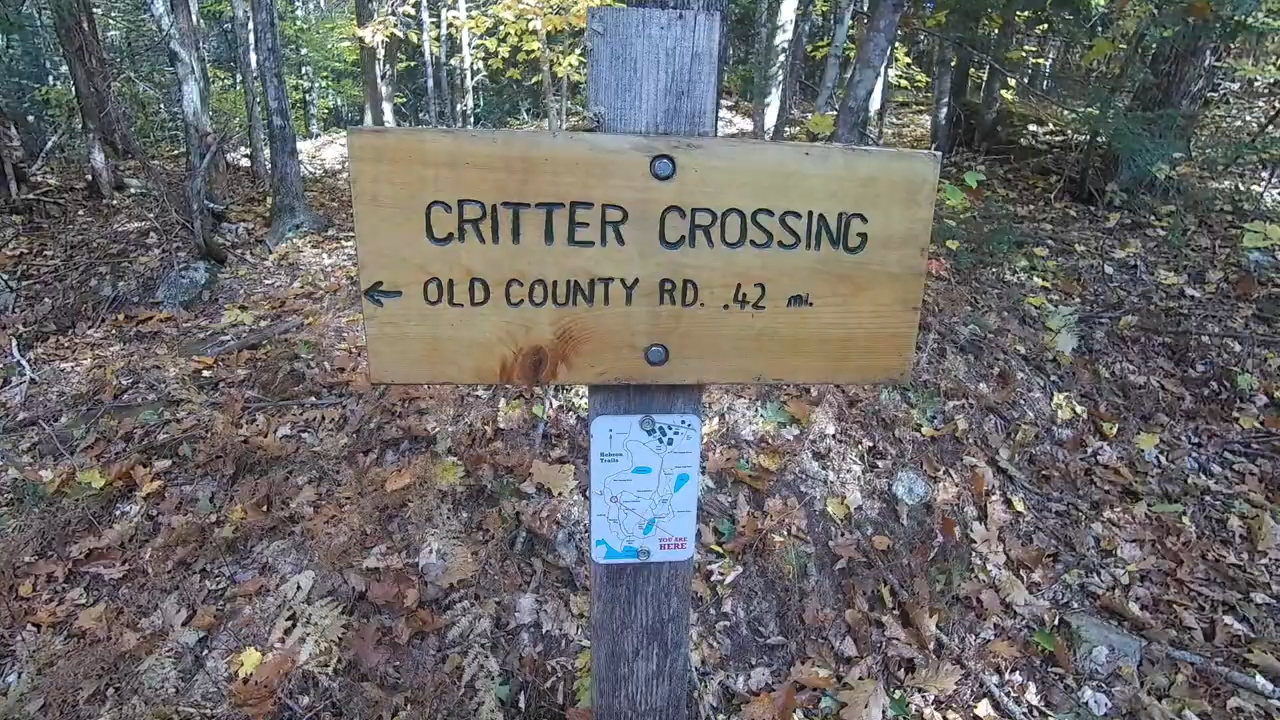 CRITTER CROSSING
← OLD COUNTY RD. .42 mi.
Hebron
Trails
YOU ARE
HERE